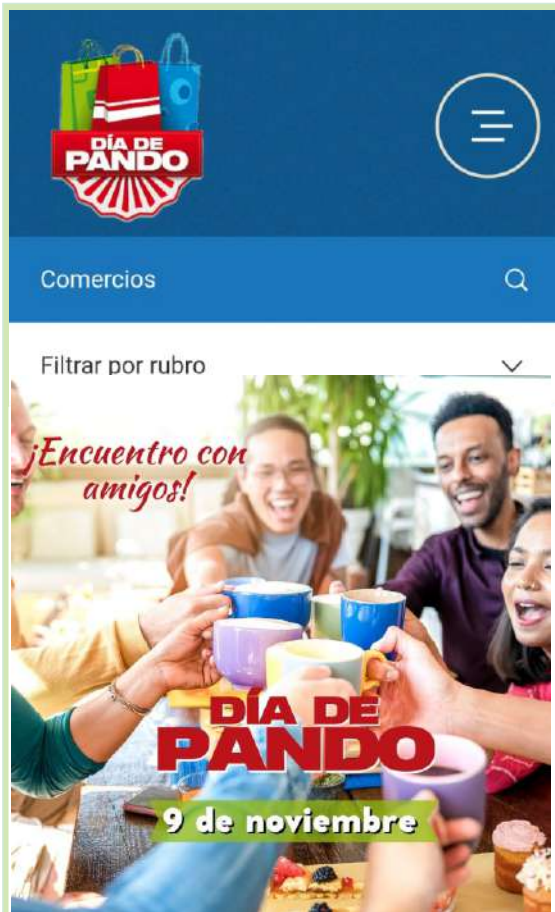 DÍA DE
PANDO
Comercios
Filtrar por rubro
¡Encuentro con
amigos!
DÍA DE
PANDO
9 de noviembre